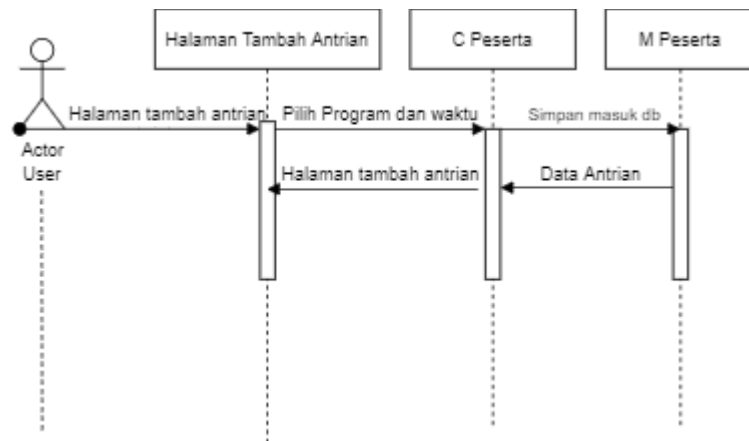 Halaman Tambah Antrian
C Peserta
M Peserta
Halaman tambah antrian
Pilih Program dan waktu
Simpan masuk db
Actor
User
Halaman tambah antrian
Data Antrian